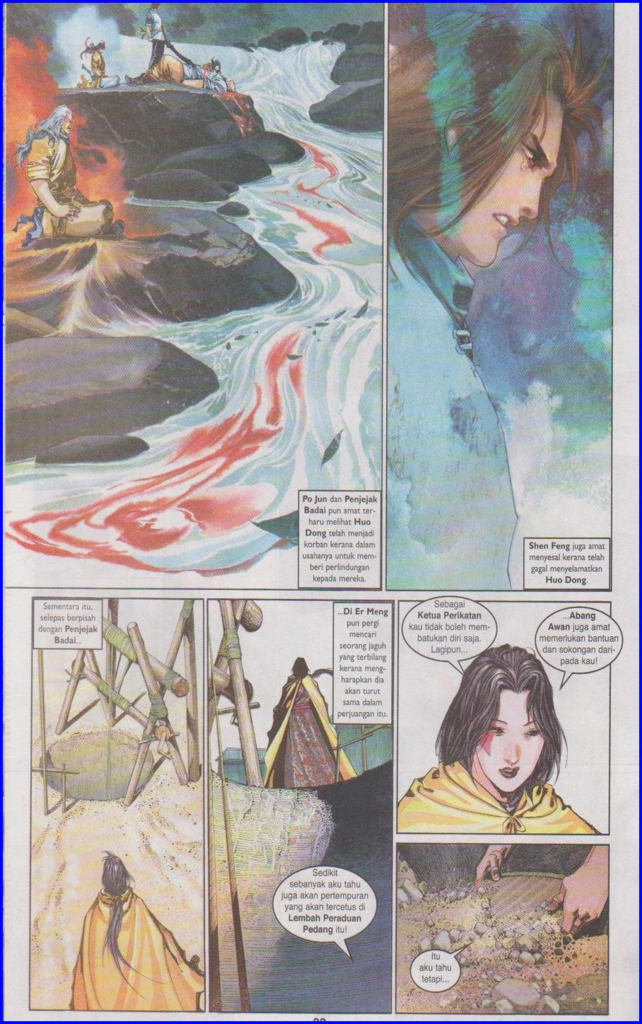 Po Jun dan Penjejak
Badai pun amat ter-
haru melihat Huo
Dong telah menjadi
korban kerana dalam
usahanya untuk mem-
beri perlindungan
kepada mereka.
Shen Feng juga amat
menyesal kerana telah
gagal menyelamatkan
Huo Dong.
Sementara itu,
selepas berpisah
dengan Penjejak
Badai...
...Di Er Meng
pun pergi
mencari
seorang jaguh
yang terbilang
kerana meng-
harapkan dia
akan turut
sama dalam
perjuangan itu.
Sedikit
sebanyak aku tahu
juga akan pertempuran
yang akan tercetus di
Lembah Peraduan
Pedang itu!
Sebagai
Ketua Perikatan
kau tidak boleh mem-
batukan diri saja.
Lagipun...
...Abang
Awan juga amat
memerlukan bantuan
dan sokongan dari-
pada kau!
Itu
aku tahu
tetapi...